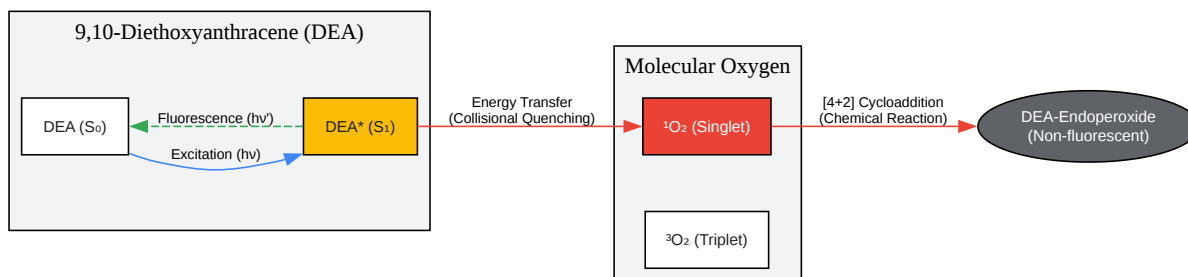 9,10-Diethoxyanthracene (DEA)
DEA (S₀)
Fluorescence (hν')
Excitation (hν)
DEA* (S₁)
Energy Transfer
(Collisional Quenching)
Molecular Oxygen
¹O₂ (Singlet)
³O₂ (Triplet)
[4+2] Cycloaddition
(Chemical Reaction)
DEA-Endoperoxide
(Non-fluorescent)